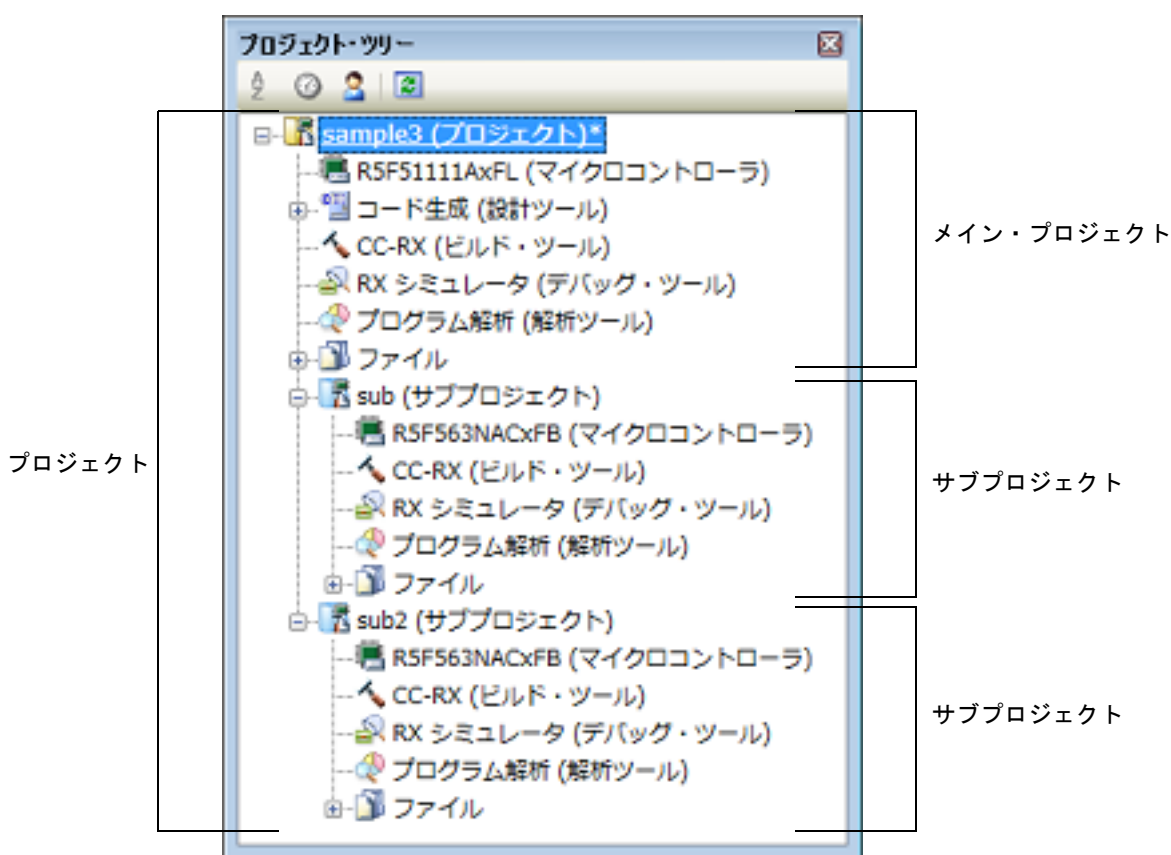 プロジェクト・ツリー
sample3 (プロジェクト)*
R5F51111AxFL (マイクロコントローラ)
コード生成 (設計ツール)
CC-RX (ビルド・ツール)
RX シミュレータ (デバッグ・ツール)
プログラム解析 (解析ツール)
ファイル
sub (サブプロジェクト)
R5F563NACxFB (マイクロコントローラ)
CC-RX (ビルド・ツール)
RX シミュレータ (デバッグ・ツール)
プログラム解析 (解析ツール)
ファイル
sub2 (サブプロジェクト)
R5F563NACxFB (マイクロコントローラ)
CC-RX (ビルド・ツール)
RX シミュレータ (デバッグ・ツール)
プログラム解析 (解析ツール)
ファイル
プロジェクト
メイン・プロジェクト
サブプロジェクト
サブプロジェクト